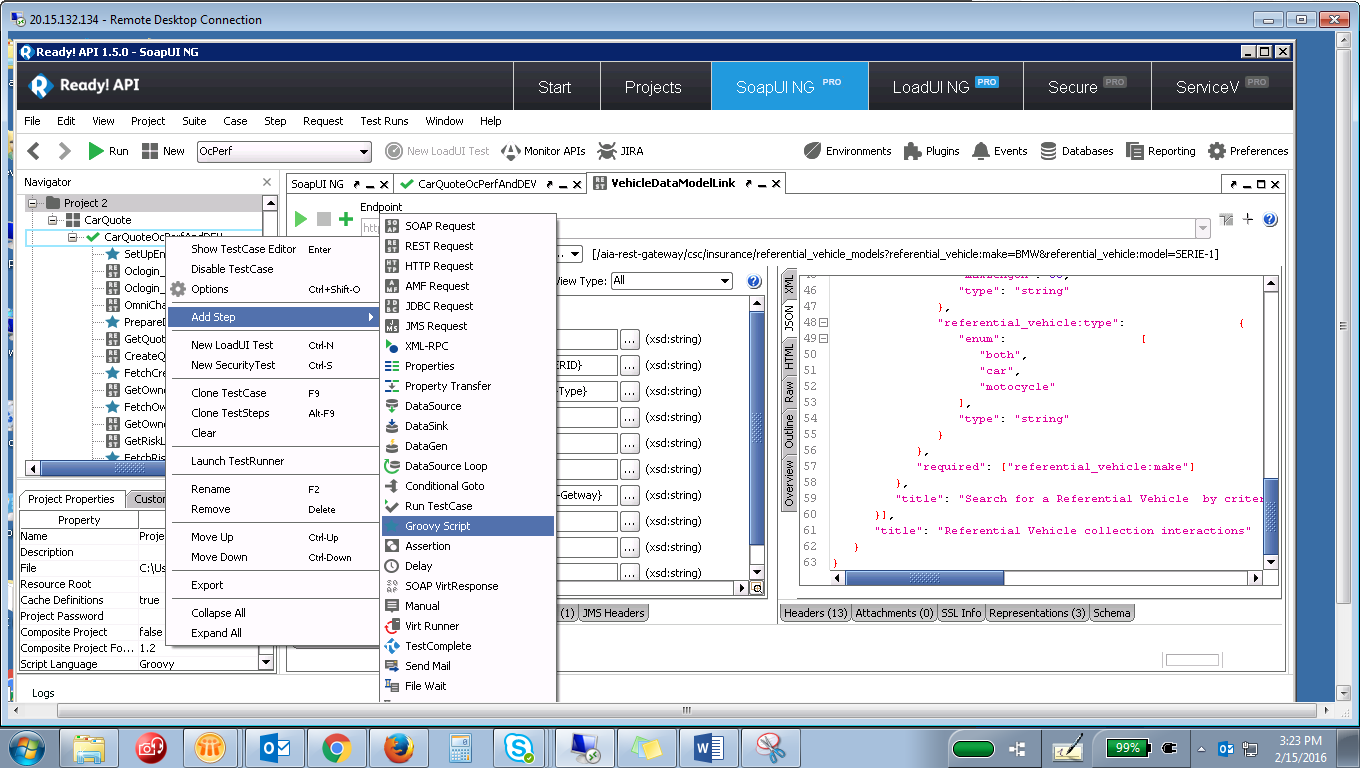 20.15.132.134 - Remote Desktop Connection
Ready! API 1.5.0 - SoapUI NG
Ready! API
Start
Projects
SoapUI NG PRO
LoadUI NG PRO
Secure PRO
ServiceV PRO
File Edit View Project Suite Case Step Request Test Runs Window Help
Run New OcPerf New LoadUI Test Monitor APIs JIRA Environments Plugins Events Databases Reporting Preferences
Navigator
Project 2
CarQuote
CarQuoteOcPerfAndDEV
SetUpEn
Oclogin_
Oclogin_
OmniCha
PrepareD
GetQuot
CreateQ
FetchCre
GetOwne
FetchOwn
GetRiskL
FetchRis
Project Properties Custom
Property
Name Proje
Description
File C:\Us
Resource Root
Cache Definitions true
Project Password
Composite Project false
Composite Project Fo... 1.2
Script Language Groovy
Logs
Show TestCase Editor Enter
Disable TestCase
Options Ctrl+Shift-O
Add Step
New LoadUI Test Ctrl-N
New SecurityTest Ctrl-S
Clone TestCase F9
Clone TestSteps Alt-F9
Clear
Launch TestRunner
Rename F2
Remove Delete
Move Up Ctrl-Up
Move Down Ctrl-Down
Export
Collapse All
Expand All
SOAP Request
REST Request
HTTP Request
AMF Request
JDBC Request
JMS Request
XML-RPC
Properties
Property Transfer
DataSource
DataSink
DataGen
DataSource Loop
Conditional Goto
Run TestCase
Groovy Script
Assertion
Delay
SOAP VirtResponse
Manual
Virt Runner
TestComplete
Send Mail
File Wait
SoapUI NG
CarQuoteOcPerfAndDEV
VehicleDataModelLink
Endpoint
htt
[/aia-rest-gateway/csc/insurance/referential_vehicle_models?referential_vehicle:make=BMW&referential_vehicle:model=SERIE-1]
View Type: All
... (xsd:string)
ERID} ... (xsd:string)
Type} ... (xsd:string)
... (xsd:string)
... (xsd:string)
... (xsd:string)
-Getway} ... (xsd:string)
... (xsd:string)
... (xsd:string)
... (xsd:string)
(1) JMS Headers
XML
JSON
HTML
Raw
Outline
Overview
46 "type": "string"
47 },
48 "referential_vehicle:type": {
49 "enum": [
50 "both",
51 "car",
52 "motocycle"
53 ],
54 "type": "string"
55 }
56 },
57 "required": ["referential_vehicle:make"]
58 },
59 "title": "Search for a Referential Vehicle by criter
60 }],
61 "title": "Referential Vehicle collection interactions"
62 }
63 }
Headers (13) Attachments (0) SSL Info Representations (3) Schema
99%
3:23 PM
2/15/2016